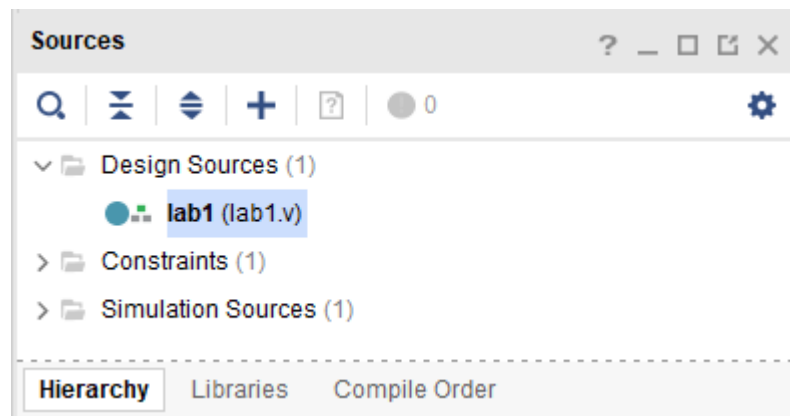 Sources
0
Design Sources (1)
lab1 (lab1.v)
Constraints (1)
Simulation Sources (1)
Hierarchy Libraries Compile Order